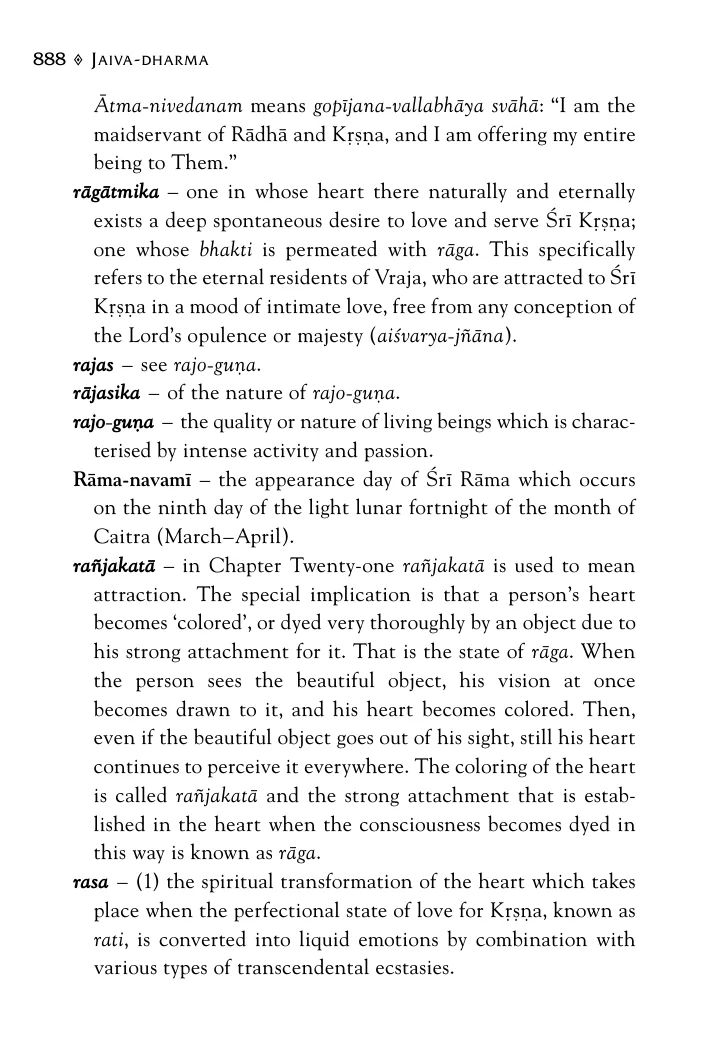 888 ◊ JAIVA-DHARMA
Ātma-nivedanam means gopījana-vallabhāya svāhā: “I am the
maidservant of Rādhā and Kṛṣṇa, and I am offering my entire
being to Them.”
rāgātmika – one in whose heart there naturally and eternally
exists a deep spontaneous desire to love and serve Śrī Kṛṣṇa;
one whose bhakti is permeated with rāga. This specifically
refers to the eternal residents of Vraja, who are attracted to Śrī
Kṛṣṇa in a mood of intimate love, free from any conception of
the Lord’s opulence or majesty (aiśvarya-jñāna).
rajas – see rajo-guṇa.
rājasika – of the nature of rajo-guṇa.
rajo-guṇa – the quality or nature of living beings which is charac-
terised by intense activity and passion.
Rāma-navamī – the appearance day of Śrī Rāma which occurs
on the ninth day of the light lunar fortnight of the month of
Caitra (March–April).
rañjakatā – in Chapter Twenty-one rañjakatā is used to mean
attraction. The special implication is that a person’s heart
becomes ‘colored’, or dyed very thoroughly by an object due to
his strong attachment for it. That is the state of rāga. When
the person sees the beautiful object, his vision at once
becomes drawn to it, and his heart becomes colored. Then,
even if the beautiful object goes out of his sight, still his heart
continues to perceive it everywhere. The coloring of the heart
is called rañjakatā and the strong attachment that is estab-
lished in the heart when the consciousness becomes dyed in
this way is known as rāga.
rasa – (1) the spiritual transformation of the heart which takes
place when the perfectional state of love for Kṛṣṇa, known as
rati, is converted into liquid emotions by combination with
various types of transcendental ecstasies.